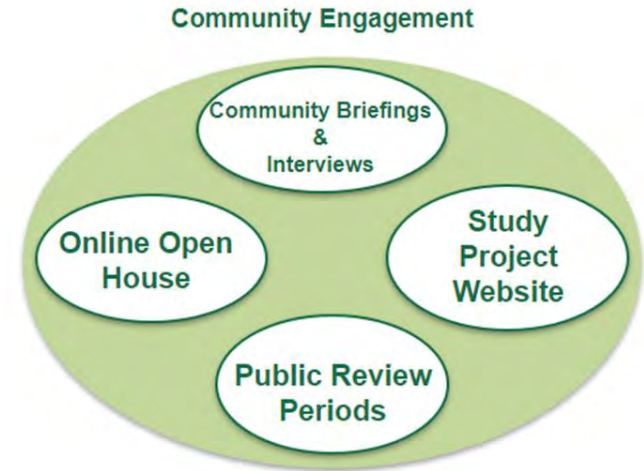 Community Engagement
Community Briefings
&
Interviews
Online Open
House
Study
Project
Website
Public Review
Periods